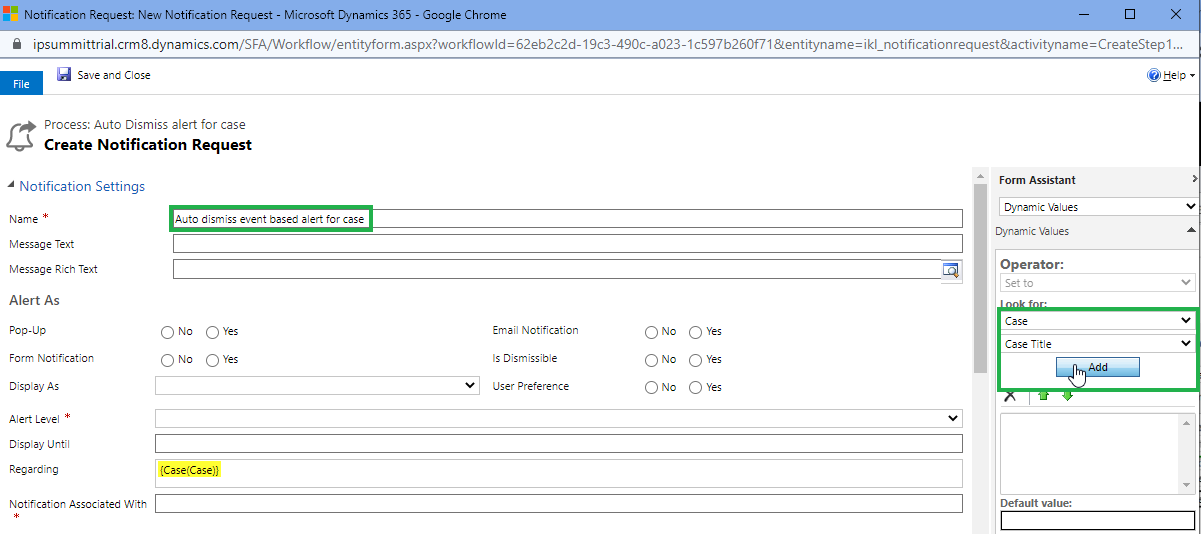 Notification Request: New Notification Request - Microsoft Dynamics 365 - Google Chrome
ipsummittrial.crm8.dynamics.com/SFA/Workflow/entityform.aspx?workflowId=62eb2c2d-19c3-490c-a023-1c597b260f71&entityname=ikl_notificationrequest&activityname=CreateStep1...
File
Save and Close
Help
Process: Auto Dismiss alert for case
Create Notification Request
Notification Settings
Name *
Auto dismiss event based alert for case
Message Text
Message Rich Text
Alert As
Pop-Up No Yes Email Notification No Yes
Form Notification No Yes Is Dismissible No Yes
Display As User Preference No Yes
Alert Level *
Display Until
Regarding {Case(Case)}
Notification Associated With
*
Form Assistant
Dynamic Values
Dynamic Values
Operator:
Set to
Look for:
Case
Case Title
Add
Default value: